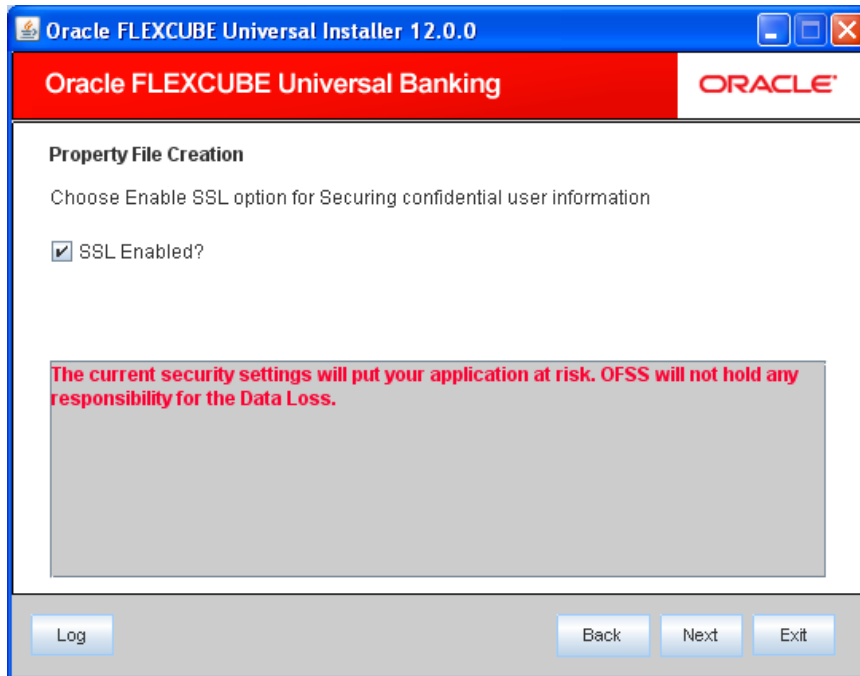 Oracle FLEXCUBE Universal Installer 12.0.0
Oracle FLEXCUBE Universal Banking
ORACLE
Property File Creation
Choose Enable SSL option for Securing confidential user information
SSL Enabled?
The current security settings will put your application at risk. OFSS will not hold any
responsibility for the Data Loss.
Log
Back
Next
Exit